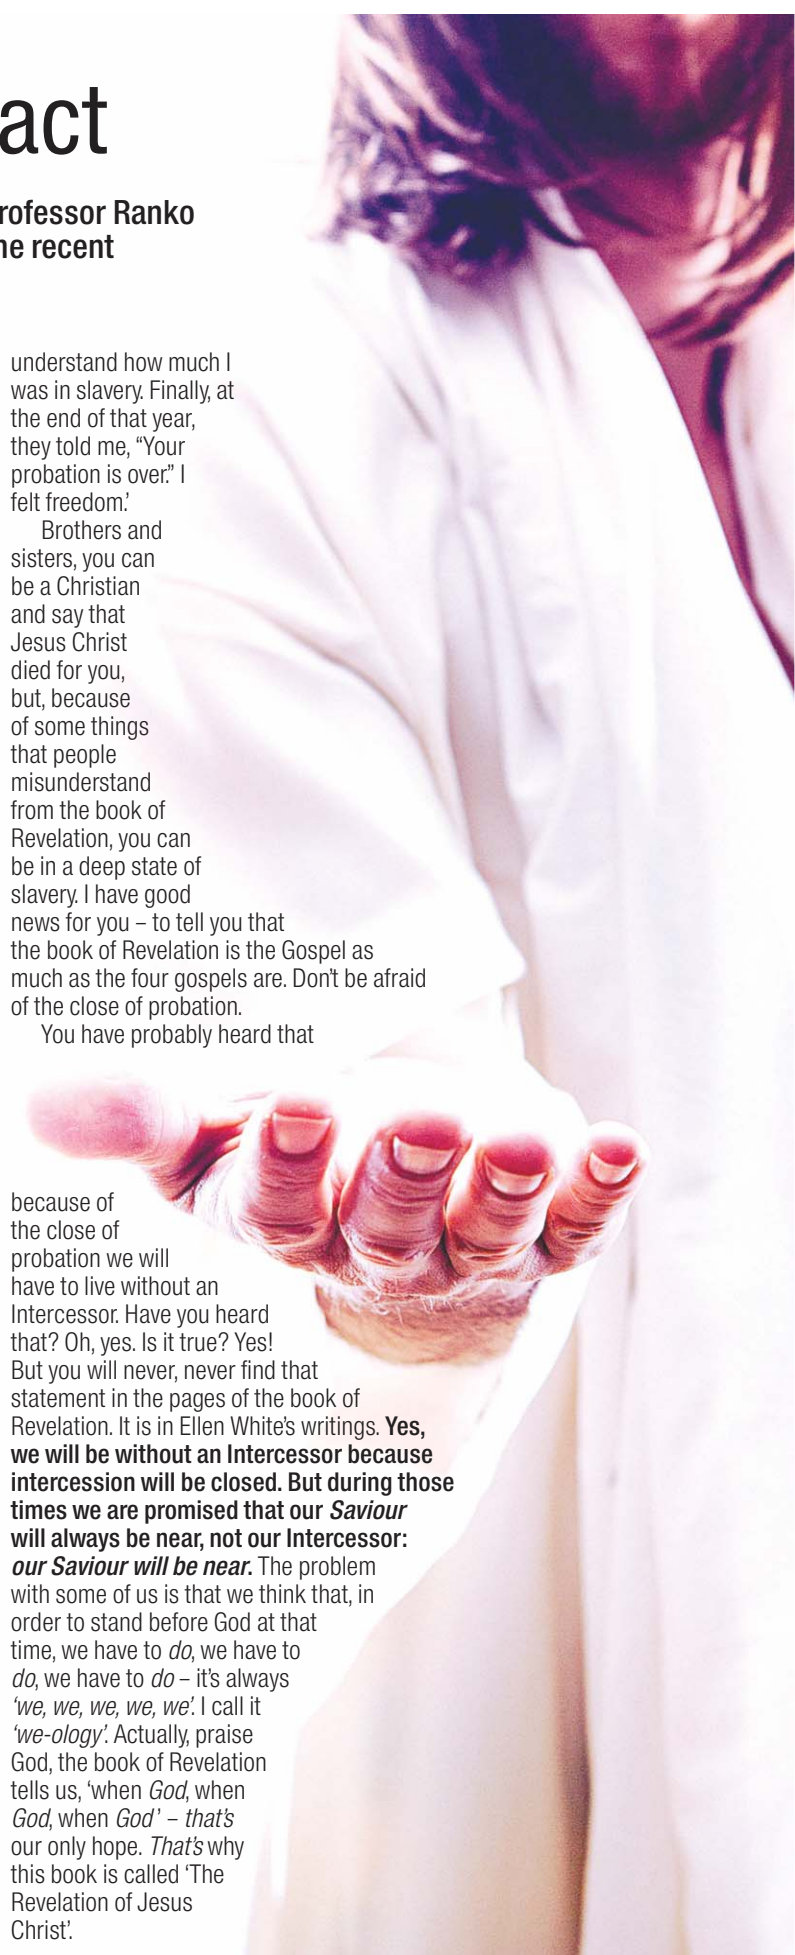 act
rofessor Ranko
ne recent
understand how much I
was in slavery. Finally, at
the end of that year,
they told me, “Your
probation is over.” I
felt freedom.’
Brothers and
sisters, you can
be a Christian
and say that
Jesus Christ
died for you,
but, because
of some things
that people
misunderstand
from the book of
Revelation, you can
be in a deep state of
slavery. I have good
news for you – to tell you that
the book of Revelation is the Gospel as
much as the four gospels are. Don’t be afraid
of the close of probation.
You have probably heard that
because of
the close of
probation we will
have to live without an
Intercessor. Have you heard
that? Oh, yes. Is it true? Yes!
But you will never, never find that
statement in the pages of the book of
Revelation. It is in Ellen White’s writings. Yes,
we will be without an Intercessor because
intercession will be closed. But during those
times we are promised that our Saviour
will always be near, not our Intercessor:
our Saviour will be near. The problem
with some of us is that we think that, in
order to stand before God at that
time, we have to do, we have to
do, we have to do – it’s always
‘we, we, we, we, we’. I call it
‘we-ology’. Actually, praise
God, the book of Revelation
tells us, ‘when God, when
God, when God’ – that’s
our only hope. That’s why
this book is called ‘The
Revelation of Jesus
Christ’.